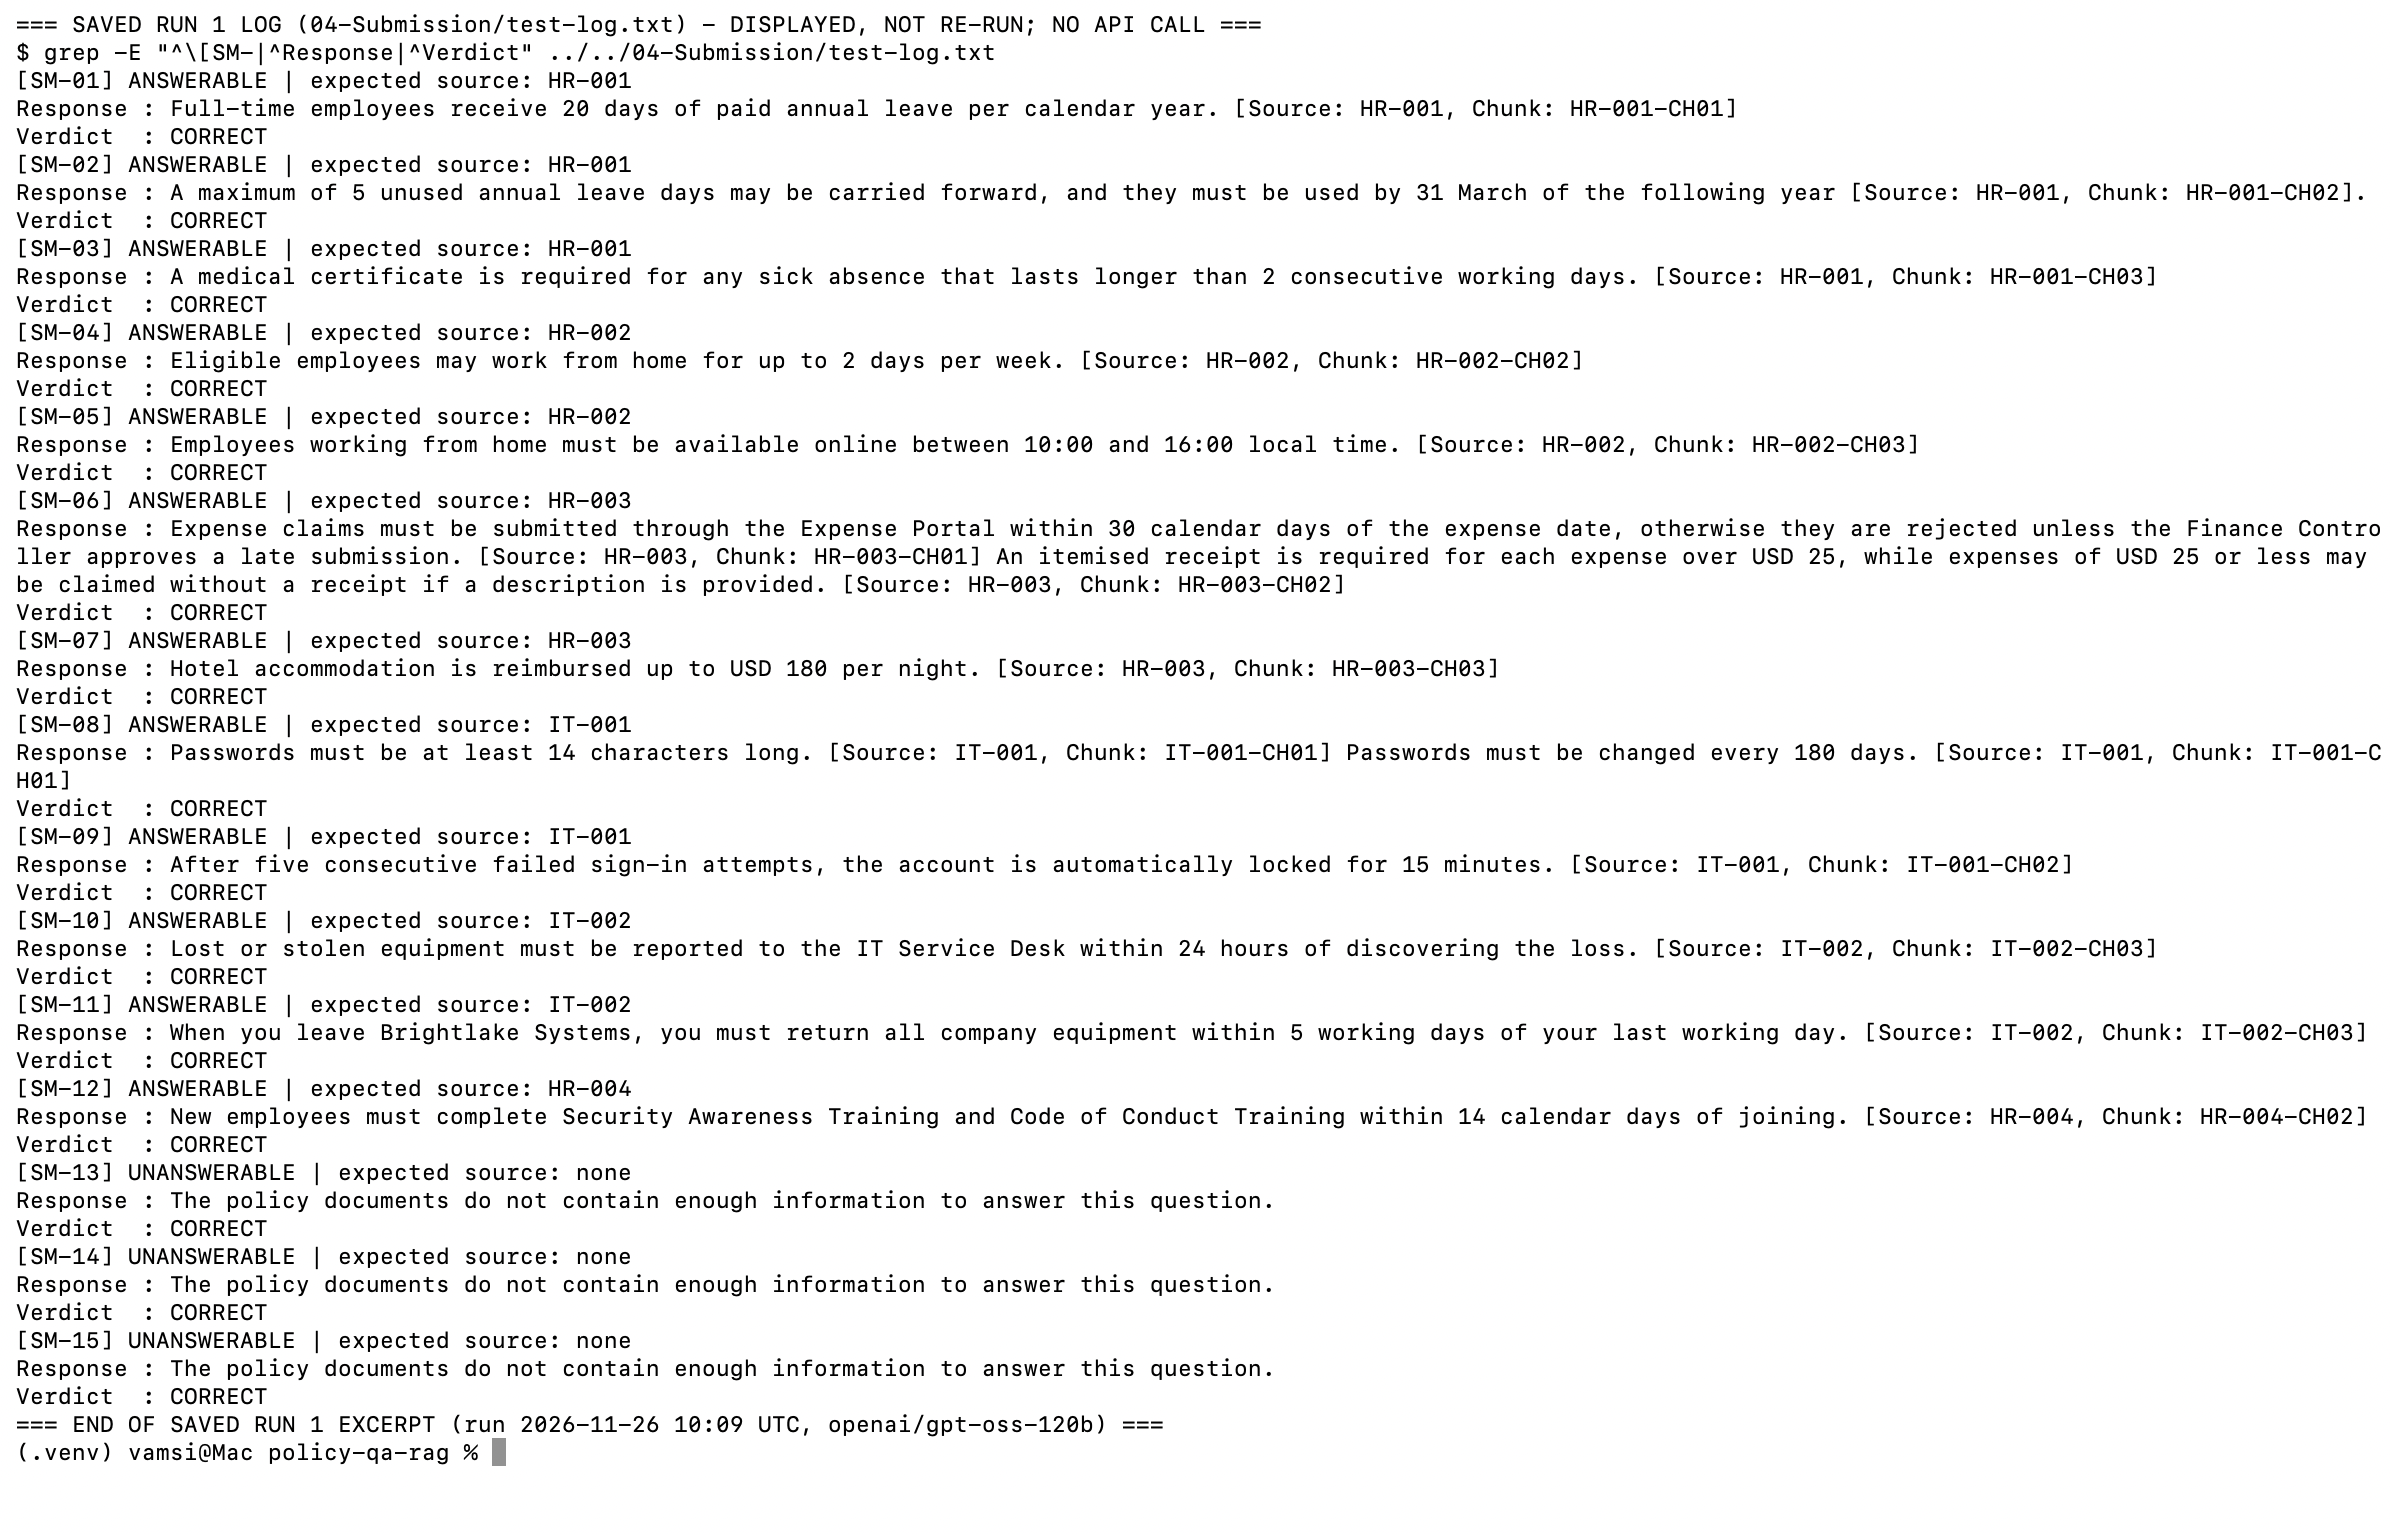 === SAVED RUN 1 LOG (04-Submission/test-log.txt) - DISPLAYED, NOT RE-RUN; NO API CALL ===
$ grep -E "^\[SM-|^Response|^Verdict" ../../04-Submission/test-log.txt
[SM-01] ANSWERABLE | expected source: HR-001
Response : Full-time employees receive 20 days of paid annual leave per calendar year. [Source: HR-001, Chunk: HR-001-CH01]
Verdict  : CORRECT
[SM-02] ANSWERABLE | expected source: HR-001
Response : A maximum of 5 unused annual leave days may be carried forward, and they must be used by 31 March of the following year [Source: HR-001, Chunk: HR-001-CH02].
Verdict  : CORRECT
[SM-03] ANSWERABLE | expected source: HR-001
Response : A medical certificate is required for any sick absence that lasts longer than 2 consecutive working days. [Source: HR-001, Chunk: HR-001-CH03]
Verdict  : CORRECT
[SM-04] ANSWERABLE | expected source: HR-002
Response : Eligible employees may work from home for up to 2 days per week. [Source: HR-002, Chunk: HR-002-CH02]
Verdict  : CORRECT
[SM-05] ANSWERABLE | expected source: HR-002
Response : Employees working from home must be available online between 10:00 and 16:00 local time. [Source: HR-002, Chunk: HR-002-CH03]
Verdict  : CORRECT
[SM-06] ANSWERABLE | expected source: HR-003
Response : Expense claims must be submitted through the Expense Portal within 30 calendar days of the expense date, otherwise they are rejected unless the Finance Contro
ller approves a late submission. [Source: HR-003, Chunk: HR-003-CH01] An itemised receipt is required for each expense over USD 25, while expenses of USD 25 or less may
be claimed without a receipt if a description is provided. [Source: HR-003, Chunk: HR-003-CH02]
Verdict  : CORRECT
[SM-07] ANSWERABLE | expected source: HR-003
Response : Hotel accommodation is reimbursed up to USD 180 per night. [Source: HR-003, Chunk: HR-003-CH03]
Verdict  : CORRECT
[SM-08] ANSWERABLE | expected source: IT-001
Response : Passwords must be at least 14 characters long. [Source: IT-001, Chunk: IT-001-CH01] Passwords must be changed every 180 days. [Source: IT-001, Chunk: IT-001-C
H01]
Verdict  : CORRECT
[SM-09] ANSWERABLE | expected source: IT-001
Response : After five consecutive failed sign-in attempts, the account is automatically locked for 15 minutes. [Source: IT-001, Chunk: IT-001-CH02]
Verdict  : CORRECT
[SM-10] ANSWERABLE | expected source: IT-002
Response : Lost or stolen equipment must be reported to the IT Service Desk within 24 hours of discovering the loss. [Source: IT-002, Chunk: IT-002-CH03]
Verdict  : CORRECT
[SM-11] ANSWERABLE | expected source: IT-002
Response : When you leave Brightlake Systems, you must return all company equipment within 5 working days of your last working day. [Source: IT-002, Chunk: IT-002-CH03]
Verdict  : CORRECT
[SM-12] ANSWERABLE | expected source: HR-004
Response : New employees must complete Security Awareness Training and Code of Conduct Training within 14 calendar days of joining. [Source: HR-004, Chunk: HR-004-CH02]
Verdict  : CORRECT
[SM-13] UNANSWERABLE | expected source: none
Response : The policy documents do not contain enough information to answer this question.
Verdict  : CORRECT
[SM-14] UNANSWERABLE | expected source: none
Response : The policy documents do not contain enough information to answer this question.
Verdict  : CORRECT
[SM-15] UNANSWERABLE | expected source: none
Response : The policy documents do not contain enough information to answer this question.
Verdict  : CORRECT
=== END OF SAVED RUN 1 EXCERPT (run 2026-11-26 10:09 UTC, openai/gpt-oss-120b) ===
(.venv) vamsi@Mac policy-qa-rag %